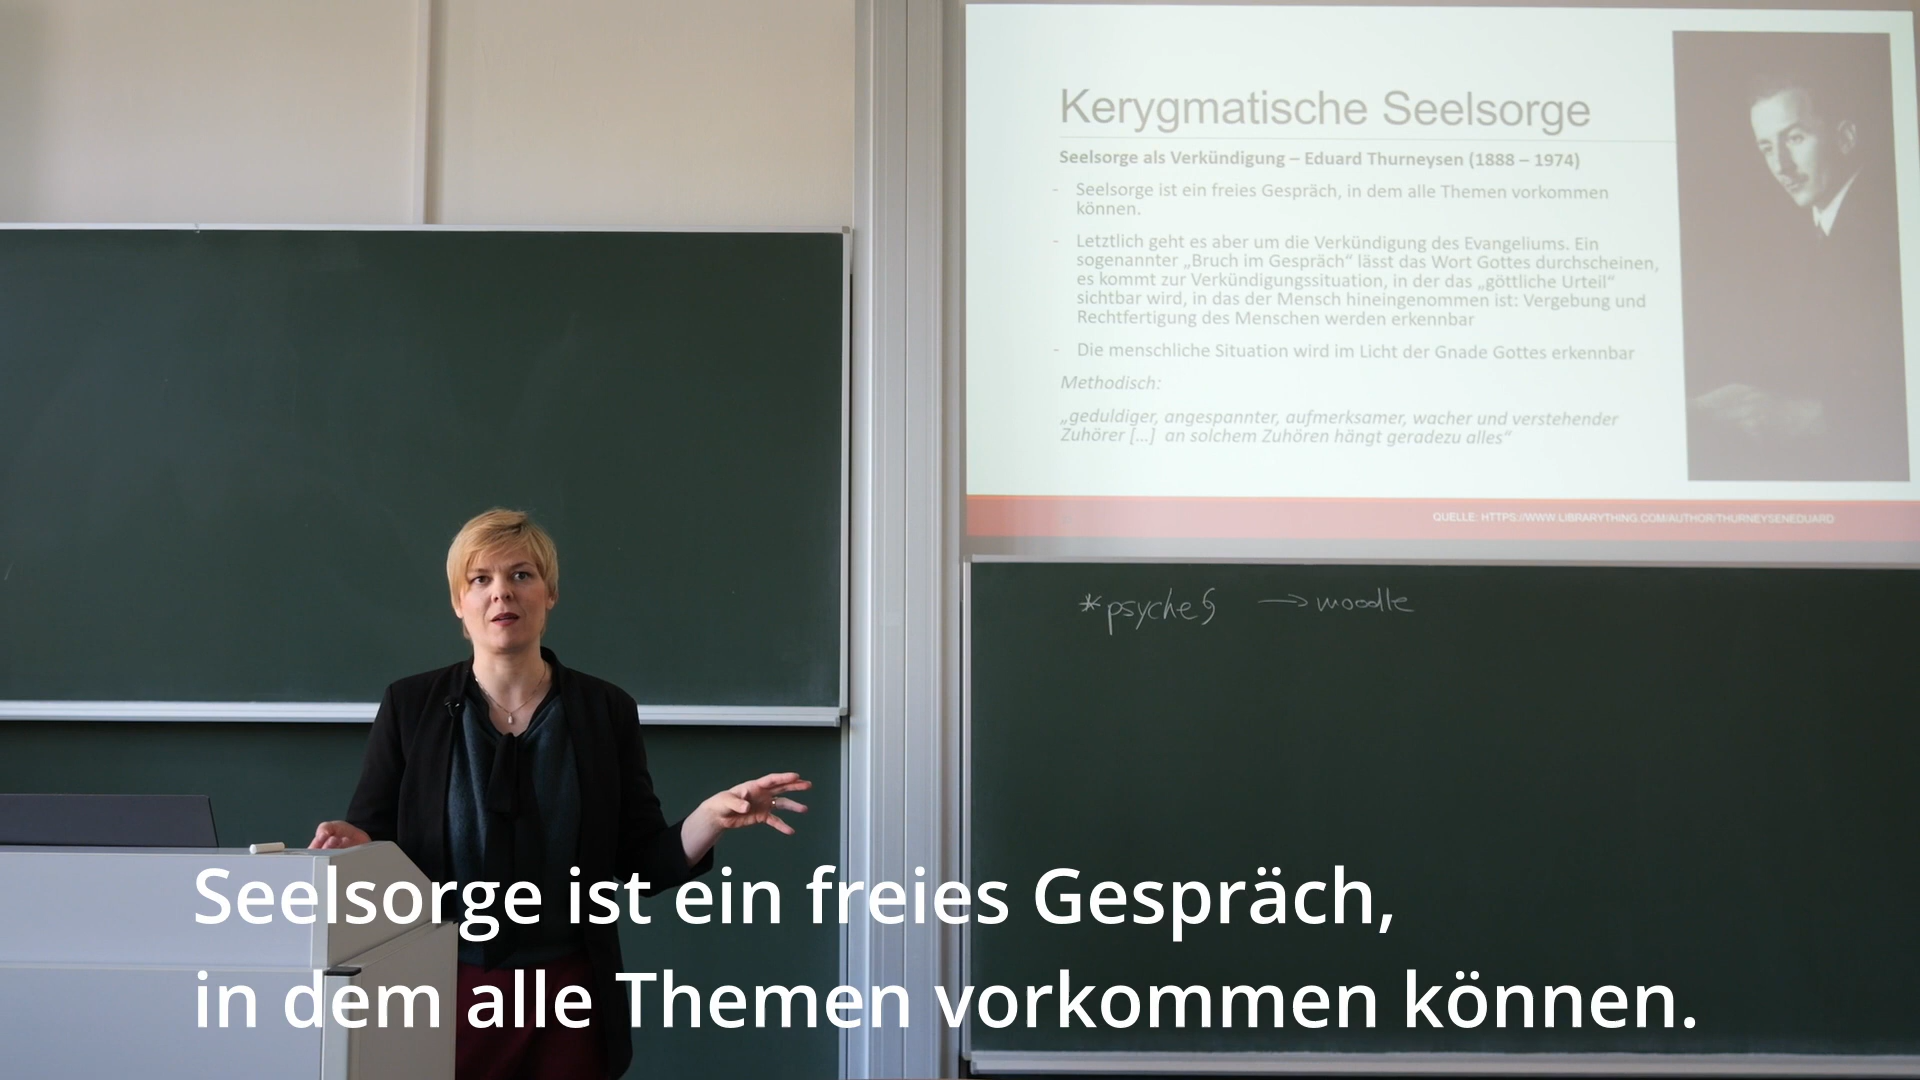 Kerygmatische Seelsorge
Seelsorge als Verkündigung – Eduard Thurneysen (1888 – 1974)
- Seelsorge ist ein freies Gespräch, in dem alle Themen vorkommen
können.
- Letztlich geht es aber um die Verkündigung des Evangeliums. Ein
sogenannter „Bruch im Gespräch“ lässt das Wort Gottes durchscheinen,
es kommt zur Verkündigungssituation, in der das „göttliche Urteil“
sichtbar wird, in das der Mensch hineingenommen ist: Vergebung und
Rechtfertigung des Menschen werden erkennbar
- Die menschliche Situation wird im Licht der Gnade Gottes erkennbar
Methodisch:
„geduldiger, angespannter, aufmerksamer, wacher und verstehender
Zuhörer [...] an solchem Zuhören hängt geradezu alles“
QUELLE: HTTPS://WWW.LIBRARYTHING.COM/AUTHOR/THURNEYSENEDUARD
*psyche§ → moodle
Seelsorge ist ein freies Gespräch,
in dem alle Themen vorkommen können.